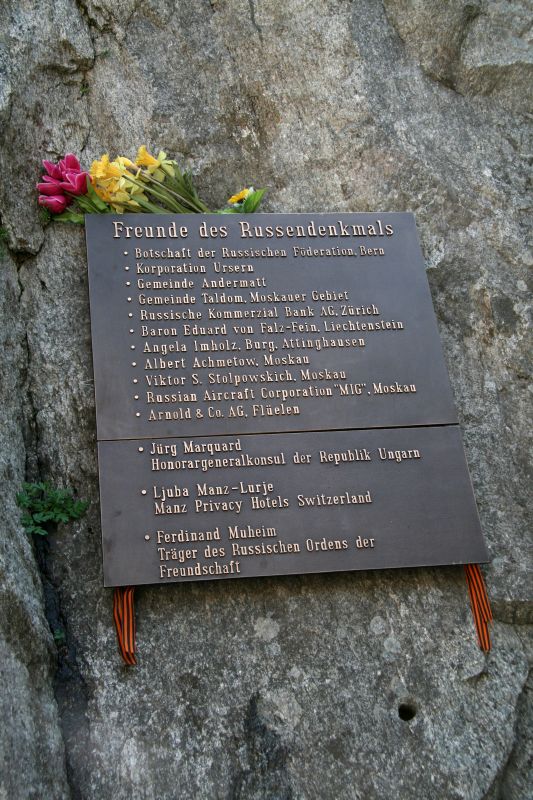 Freunde des Russendenkmals
• Botschaft der Russischen Föderation, Bern
• Korporation Ursern
• Gemeinde Andermatt
• Gemeinde Taldom, Moskauer Gebiet
• Russische Kommerzial Bank AG, Zürich
• Baron Eduard von Falz-Fein, Liechtenstein
• Angela Imholz, Burg, Attinghausen
• Albert Achmetow, Moskau
• Viktor S. Stolpowskich, Moskau
• Russian Aircraft Corporation "MIG", Moskau
• Arnold & Co. AG, Flüelen
• Jürg Marquard
Honorargeneralkonsul der Republik Ungarn
• Ljuba Manz-Lurje
Manz Privacy Hotels Switzerland
• Ferdinand Muheim
Träger des Russischen Ordens der
Freundschaft